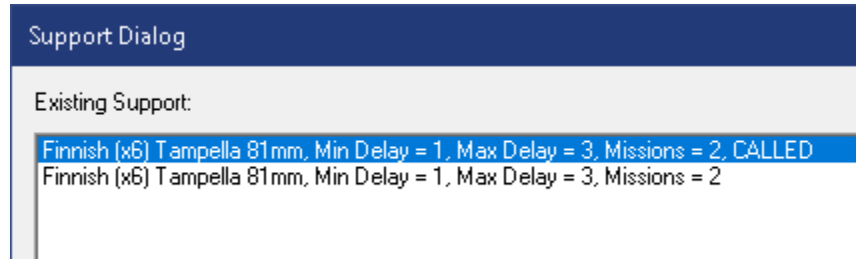 Support Dialog
Existing Support:
Finnish (x6) Tampella 81mm, Min Delay = 1, Max Delay = 3, Missions = 2, CALLED
Finnish (x6) Tampella 81mm, Min Delay = 1, Max Delay = 3, Missions = 2